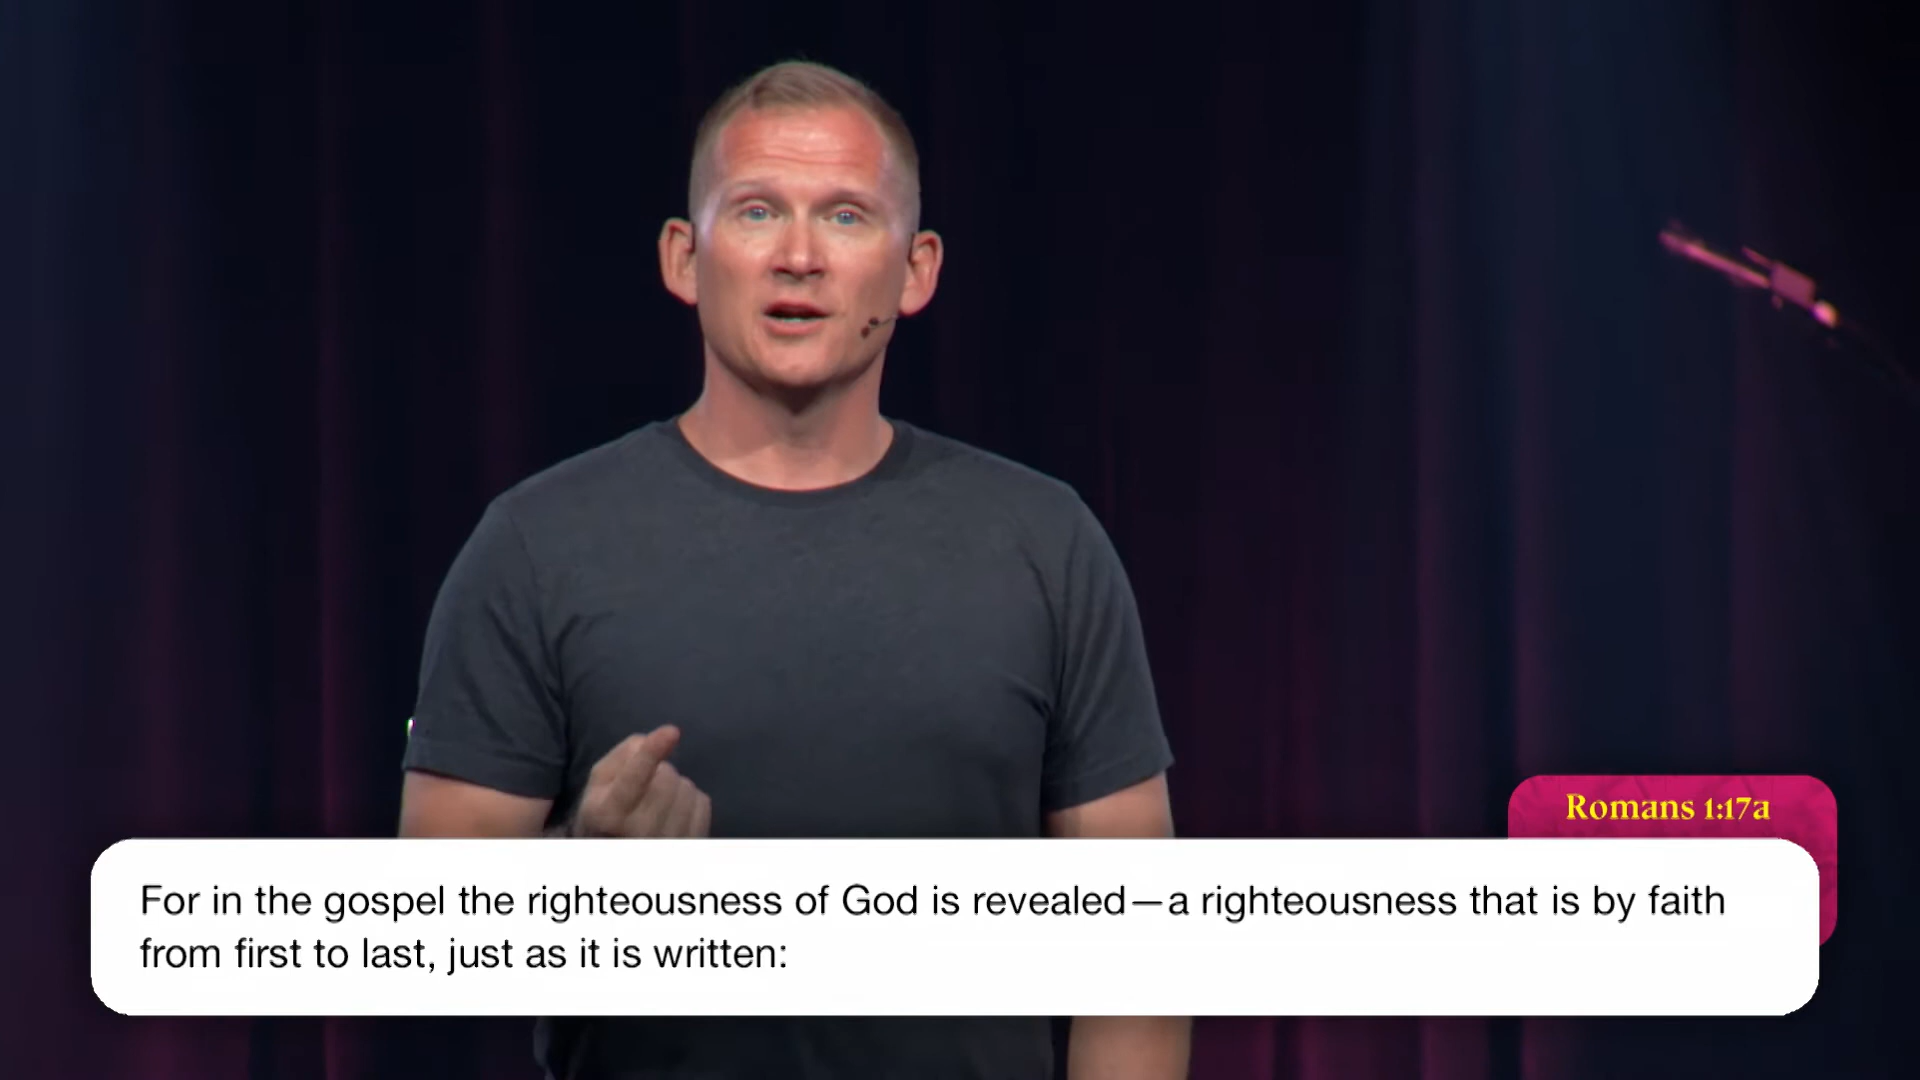 Romans 1:17a
For in the gospel the righteousness of God is revealed—a righteousness that is by faith
from first to last, just as it is written: